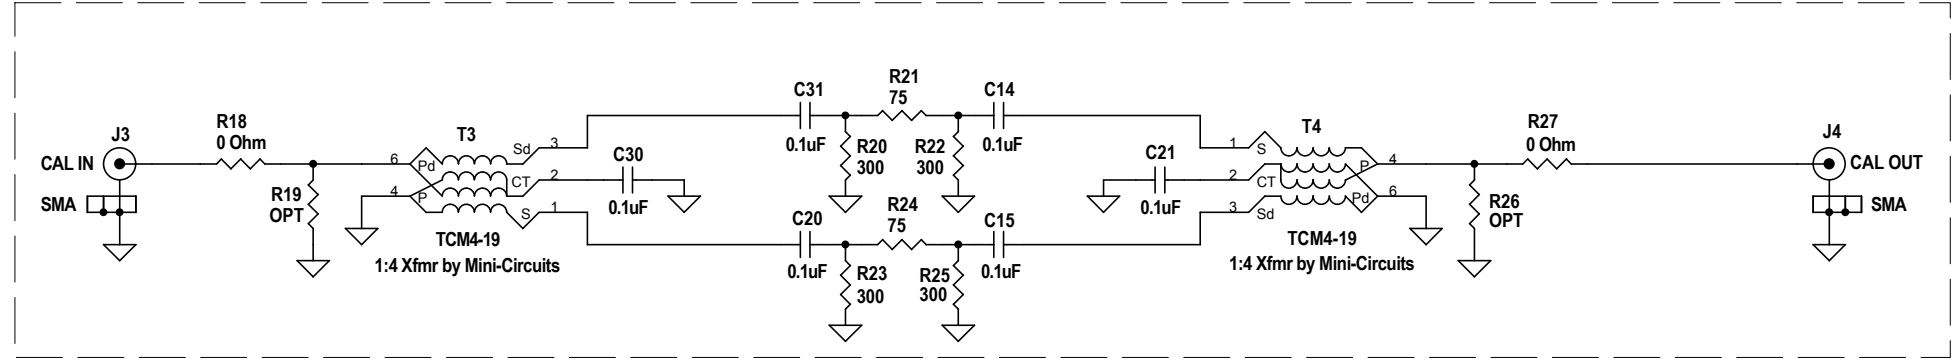 J3
CAL IN
SMA
R18
0 Ohm
R19
OPT
T3
6
Pd
4
P
Sd
3
CT
2
S
1
TCM4-19
1:4 Xfmr by Mini-Circuits
C30
0.1uF
C31
0.1uF
R21
75
C14
0.1uF
R20
300
R22
300
C20
0.1uF
R24
75
C15
0.1uF
R23
300
R25
300
C21
0.1uF
T4
1
S
2
CT
3
Sd
P
4
Pd
6
TCM4-19
1:4 Xfmr by Mini-Circuits
R27
0 Ohm
R26
OPT
J4
CAL OUT
SMA